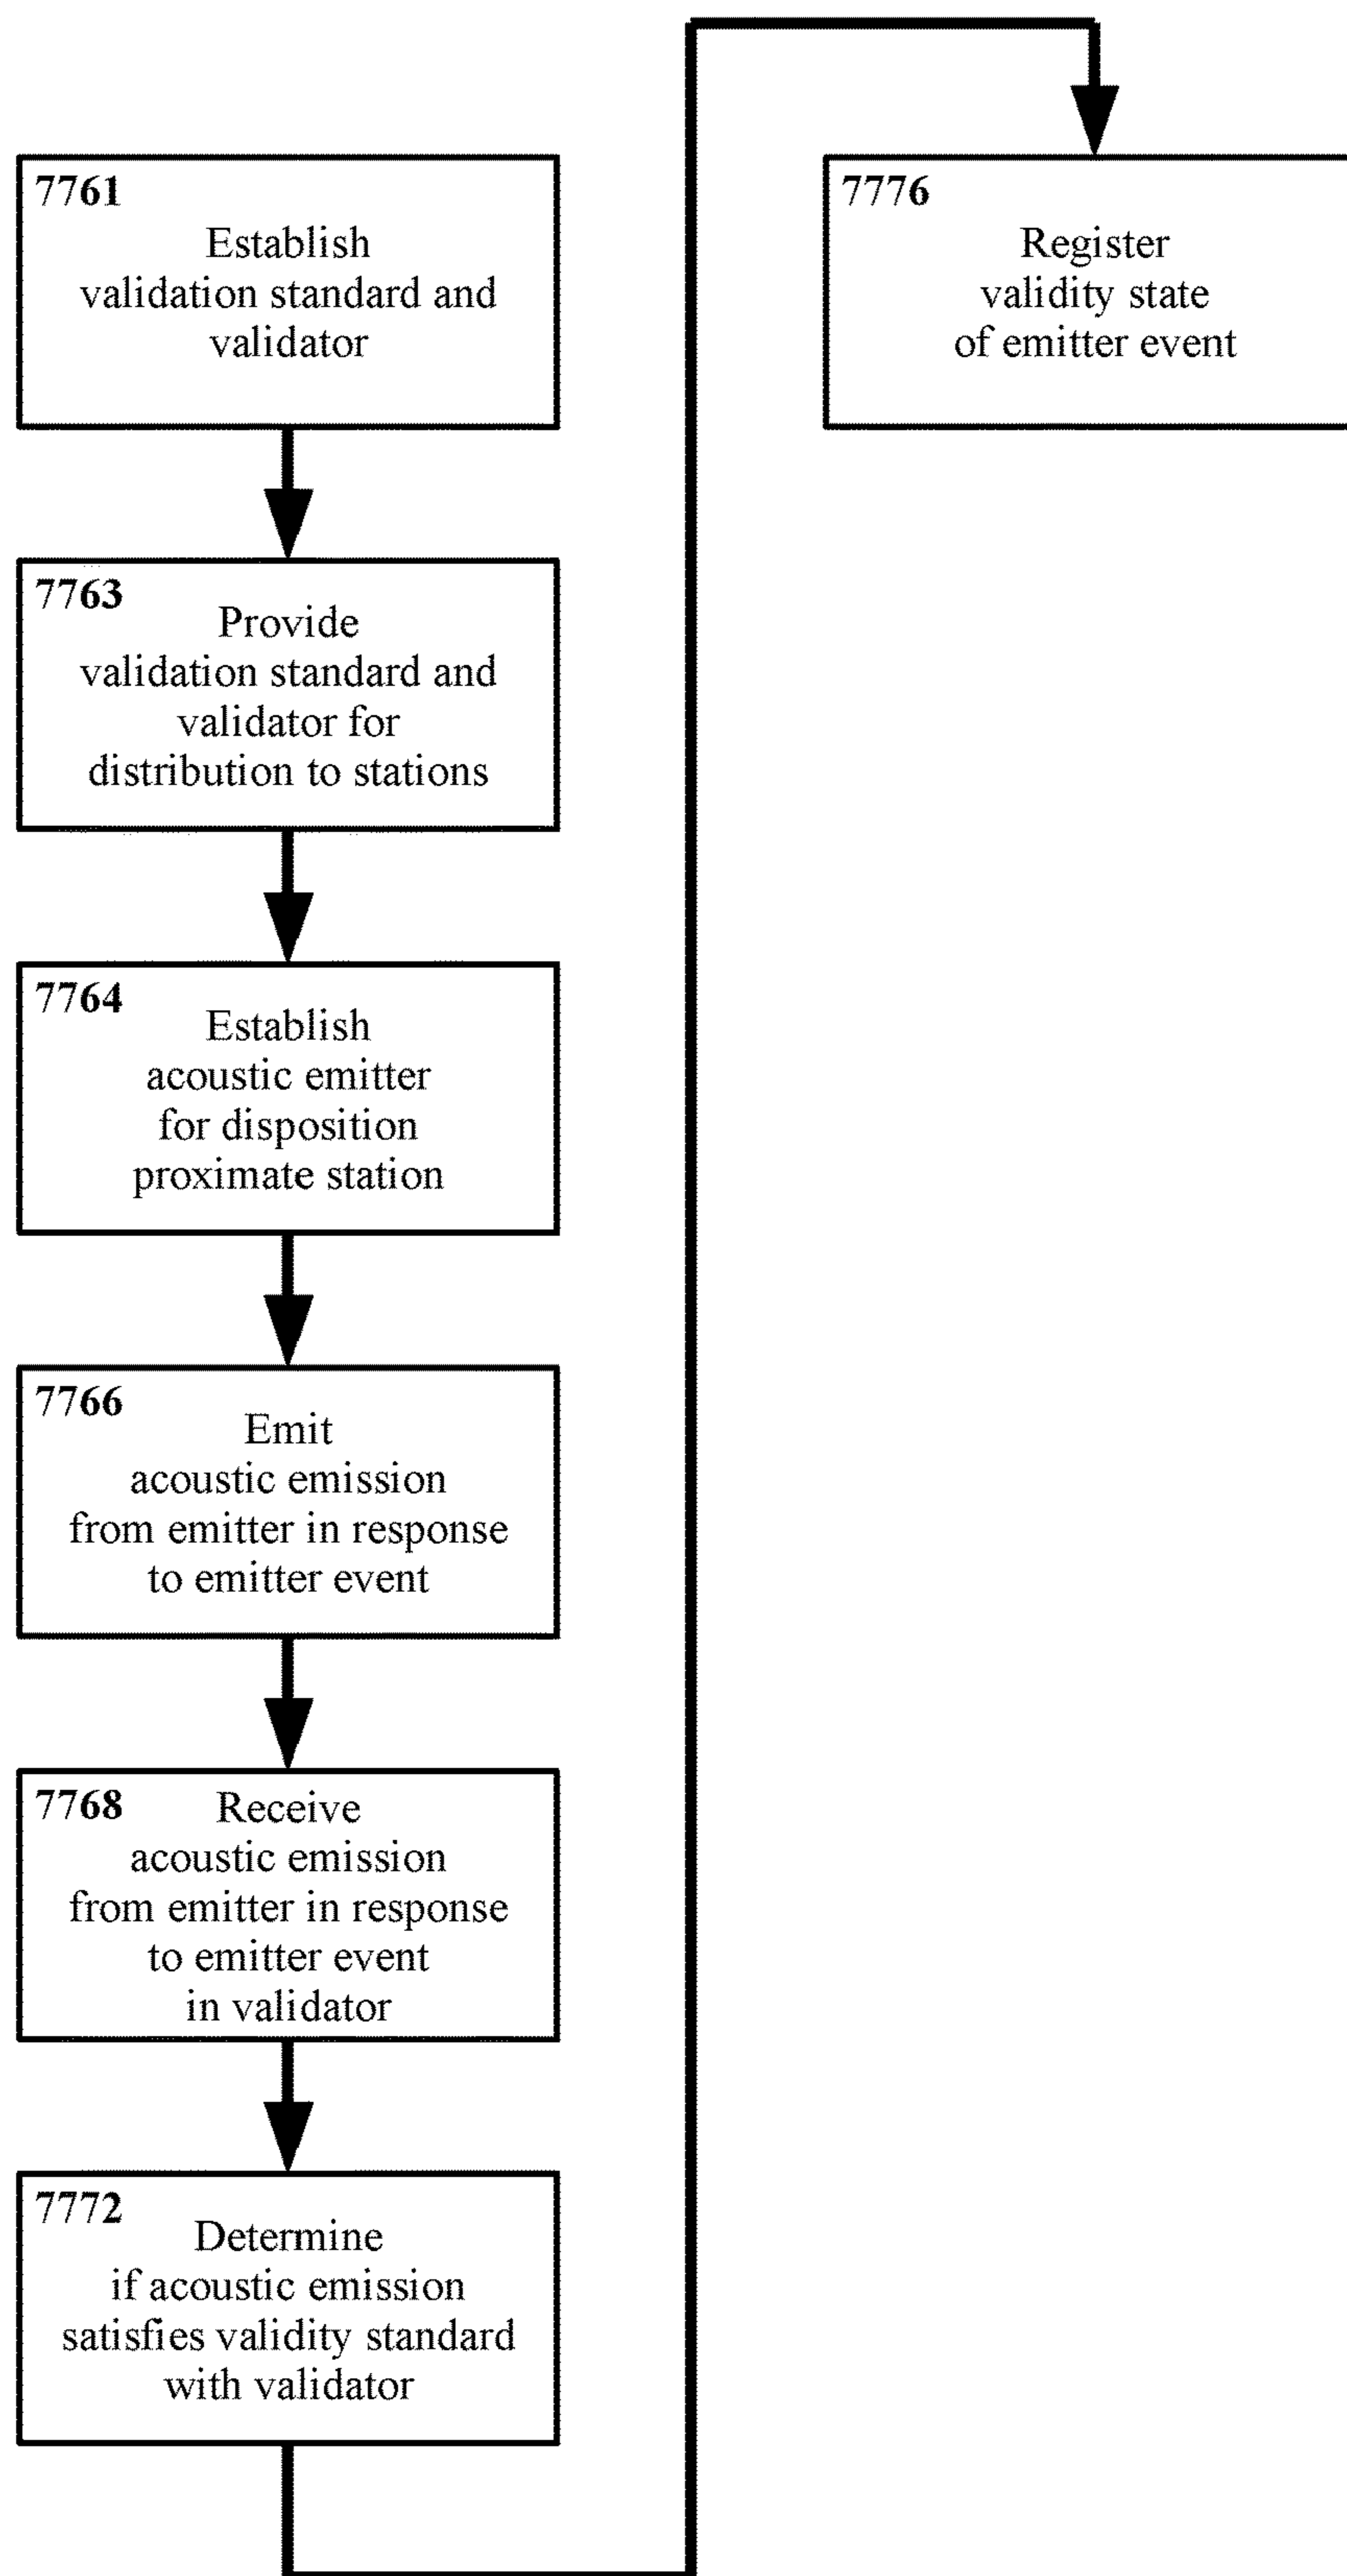 7761
Establish
validation standard and
validator
7763
Provide
validation standard and
validator for
distribution to stations
7764
Establish
acoustic emitter
for disposition
proximate station
7766
Emit
acoustic emission
from emitter in response
to emitter event
7768
Receive
acoustic emission
from emitter in response
to emitter event
in validator
7772
Determine
if acoustic emission
satisfies validity standard
with validator
7776
Register
validity state
of emitter event